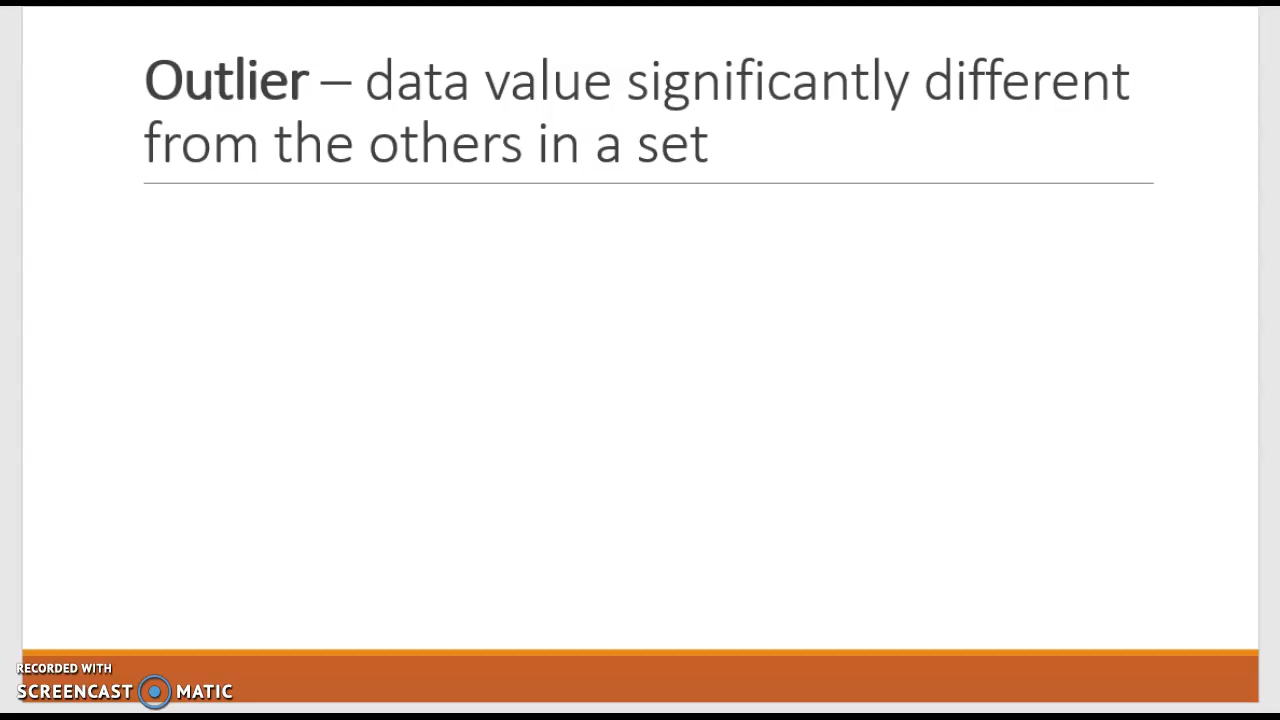 Outlier – data value significantly different
from the others in a set
RECORDED WITH
SCREENCAST MATIC